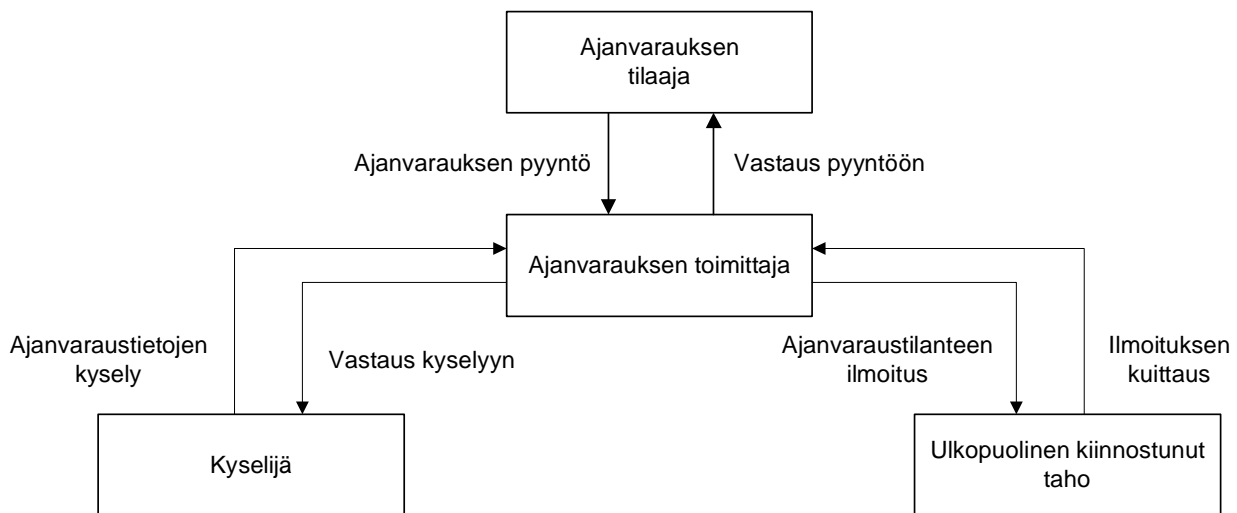 Ajanvarauksen
tilaaja
Ajanvarauksen pyyntö
Vastaus pyyntöön
Ajanvarauksen toimittaja
Ajanvaraustietojen
kysely
Vastaus kyselyyn
Ajanvaraustilanteen
ilmoitus
Ilmoituksen
kuittaus
Kyselijä
Ulkopuolinen kiinnostunut
taho